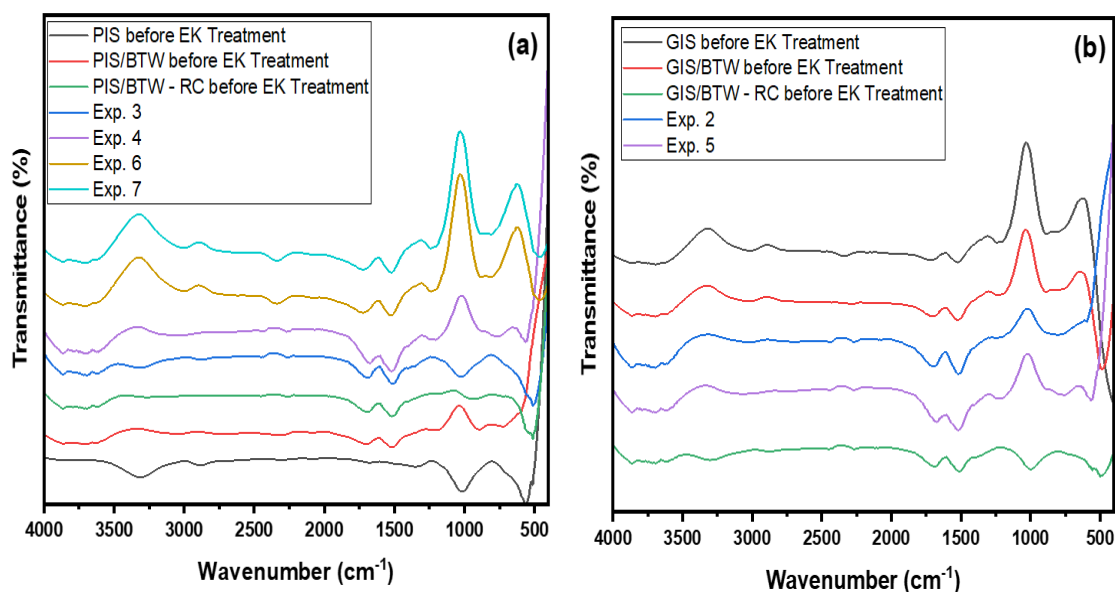 (a)
PIS before EK Treatment
PIS/BTW before EK Treatment
PIS/BTW - RC before EK Treatment
Exp. 3
Exp. 4
Exp. 6
Exp. 7
Transmittance (%)
4000 3500 3000 2500 2000 1500 1000 500
Wavenumber (cm-1)
(b)
GIS before EK Treatment
GIS/BTW before EK Treatment
GIS/BTW - RC before EK Treatment
Exp. 2
Exp. 5
Transmittance (%)
4000 3500 3000 2500 2000 1500 1000 500
Wavenumber (cm-1)